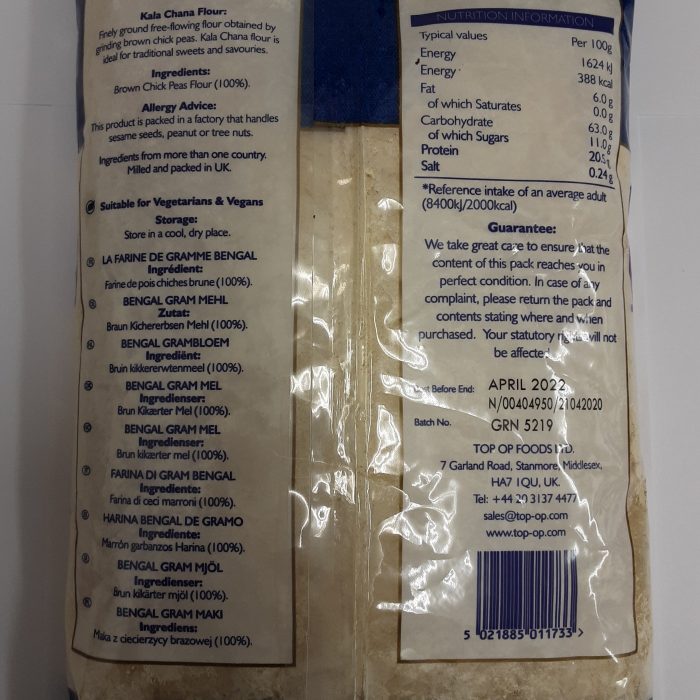 Kala Chana Flour:
Finely ground free-flowing flour obtained by
grinding brown chick peas. Kala Chana flour is
ideal for traditional sweets and savouries.
Ingredients:
Brown Chick Peas Flour (100%).
Allergy Advice:
This product is packed in a factory that handles
sesame seeds, peanut or tree nuts.
Ingredients from more than one country.
Milled and packed in UK.
Suitable for Vegetarians & Vegans
Storage:
Store in a cool, dry place.
LA FARINE DE GRAMME BENGAL
Ingrédient:
Farine de pois chiches brune (100%).
BENGAL GRAM MEHL
Zutat:
Braun Kichererbsen Mehl (100%).
BENGAL GRAMBLOEM
Ingrediënt:
Bruin kikkererwtenmeel (100%).
BENGAL GRAM MEL
Ingredienser:
Brun Kikærter Mel (100%).
BENGAL GRAM MEL
Ingredienser:
Brun kikærter mel (100%).
FARINA DI GRAM BENGAL
Ingrediente:
Farina di ceci marroni (100%).
HARINA BENGAL DE GRAMO
Ingrediente:
Marrón garbanzos Harina (100%).
BENGAL GRAM MJÖL
Ingredienser:
Brun kikärter mjöl (100%).
BENGAL GRAM MAKI
Ingrediens:
Maka z ciecierzycy brazowej (100%).
NUTRITION INFORMATION
Typical values Per 100g
Energy 1624 kJ
Energy 388 kcal
Fat 6.0 g
of which Saturates 0.0 g
Carbohydrate 63.0 g
of which Sugars 11.0g
Protein
Salt 0.24 g
*Reference intake of an average adult
(8400kJ/2000kcal)
Guarantee:
We take great care to ensure that the
content of this pack reaches you in
perfect condition. In case of any
complaint, please return the pack and
contents stating where and when
purchased. Your statutory rights will not
be affected.
Best Before End: APRIL 2022
N/00404950/21042020
Batch No. GRN 5219
TOP OP FOODS LTD.
7 Garland Road, Stanmore, Middlesex,
HA7 1QU, UK.
Tel: +44 20 3137 4477
sales@top-op.com
www.top-op.com
5 021885 011733 >